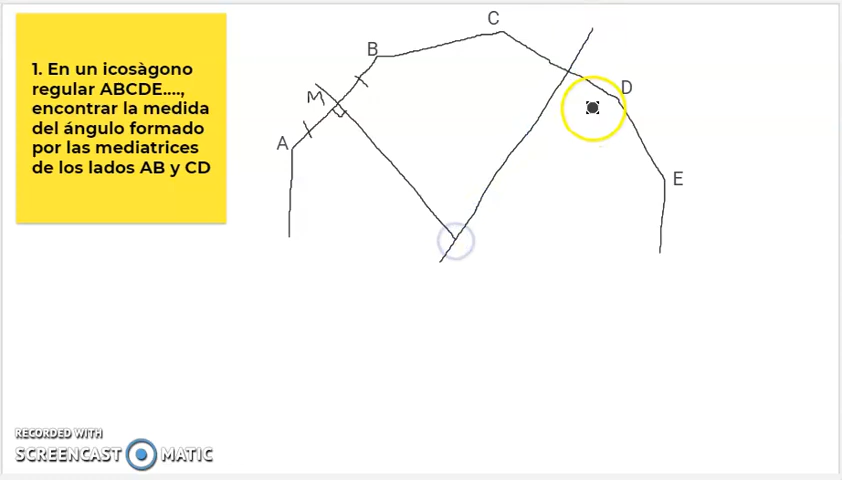 1. En un icosàgono
regular ABCDE....,
encontrar la medida
del ángulo formado
por las mediatrices
de los lados AB y CD
C
B
D
M
A
E
RECORDED WITH
SCREENCAST MATIC